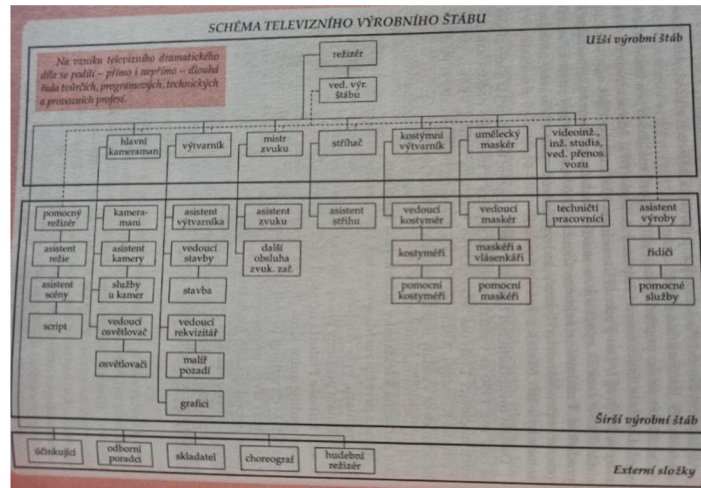 SCHÉMA TELEVIZNÍHO VÝROBNÍHO ŠTÁBU
Užší výrobní štáb
Na vzniku televizního dramatického
díla se podílí – přímo i nepřímo – dlouhá
řada tvůrčích, programových, technických
a provozních profesí.
režizér
ved. výr.
štábu
hlavní
kameraman
výtvarník
mistr
zvuku
stříhač
kostýmní
výtvarník
umělecký
maskér
videoinž.,
inž. studia,
ved. přenos.
vozu
pomocný
režizér
kamera-
mani
asistent
výtvarníka
asistent
zvuku
asistent
střihu
vedoucí
kostymér
vedoucí
maskér
techničtí
pracovníci
asistent
výroby
asistent
režie
asistent
kamery
vedoucí
stavby
další
obsluha
zvuk. zař.
kostyméři
maskéři a
vlásenkáři
řidiči
asistent
scény
služby
u kamer
stavba
pomocní
kostyméři
pomocní
maskéři
pomocné
služby
script
vedoucí
osvětlovač
vedoucí
rekvizitář
osvětlovači
malíř
pozadí
grafici
Širší výrobní štáb
účinkující
odborní
poradci
skladatel
choreograf
hudební
režizér
Externí složky